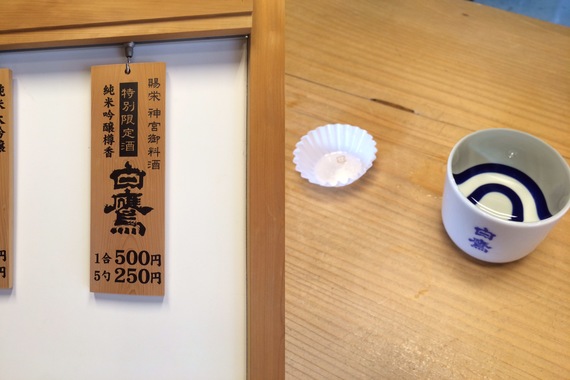 賜栄 神宮御料酒
特別限定酒
純米吟醸樽香
白鷹
1合 500円
5勺 250円
白鷹